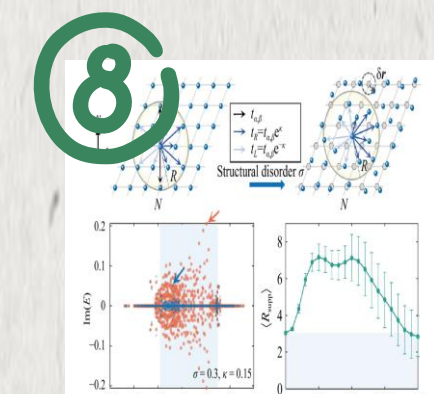 8
δr
t_{α,β}
t_R=t_{α,β}e^κ
t_L=t_{α,β}e^{-κ}
R
R
Structural disorder σ
N
N
0.2
0.1
0
-0.1
-0.2
Im(E)
σ = 0.3, κ = 0.15
8
6
4
2
0
⟨R_supp⟩